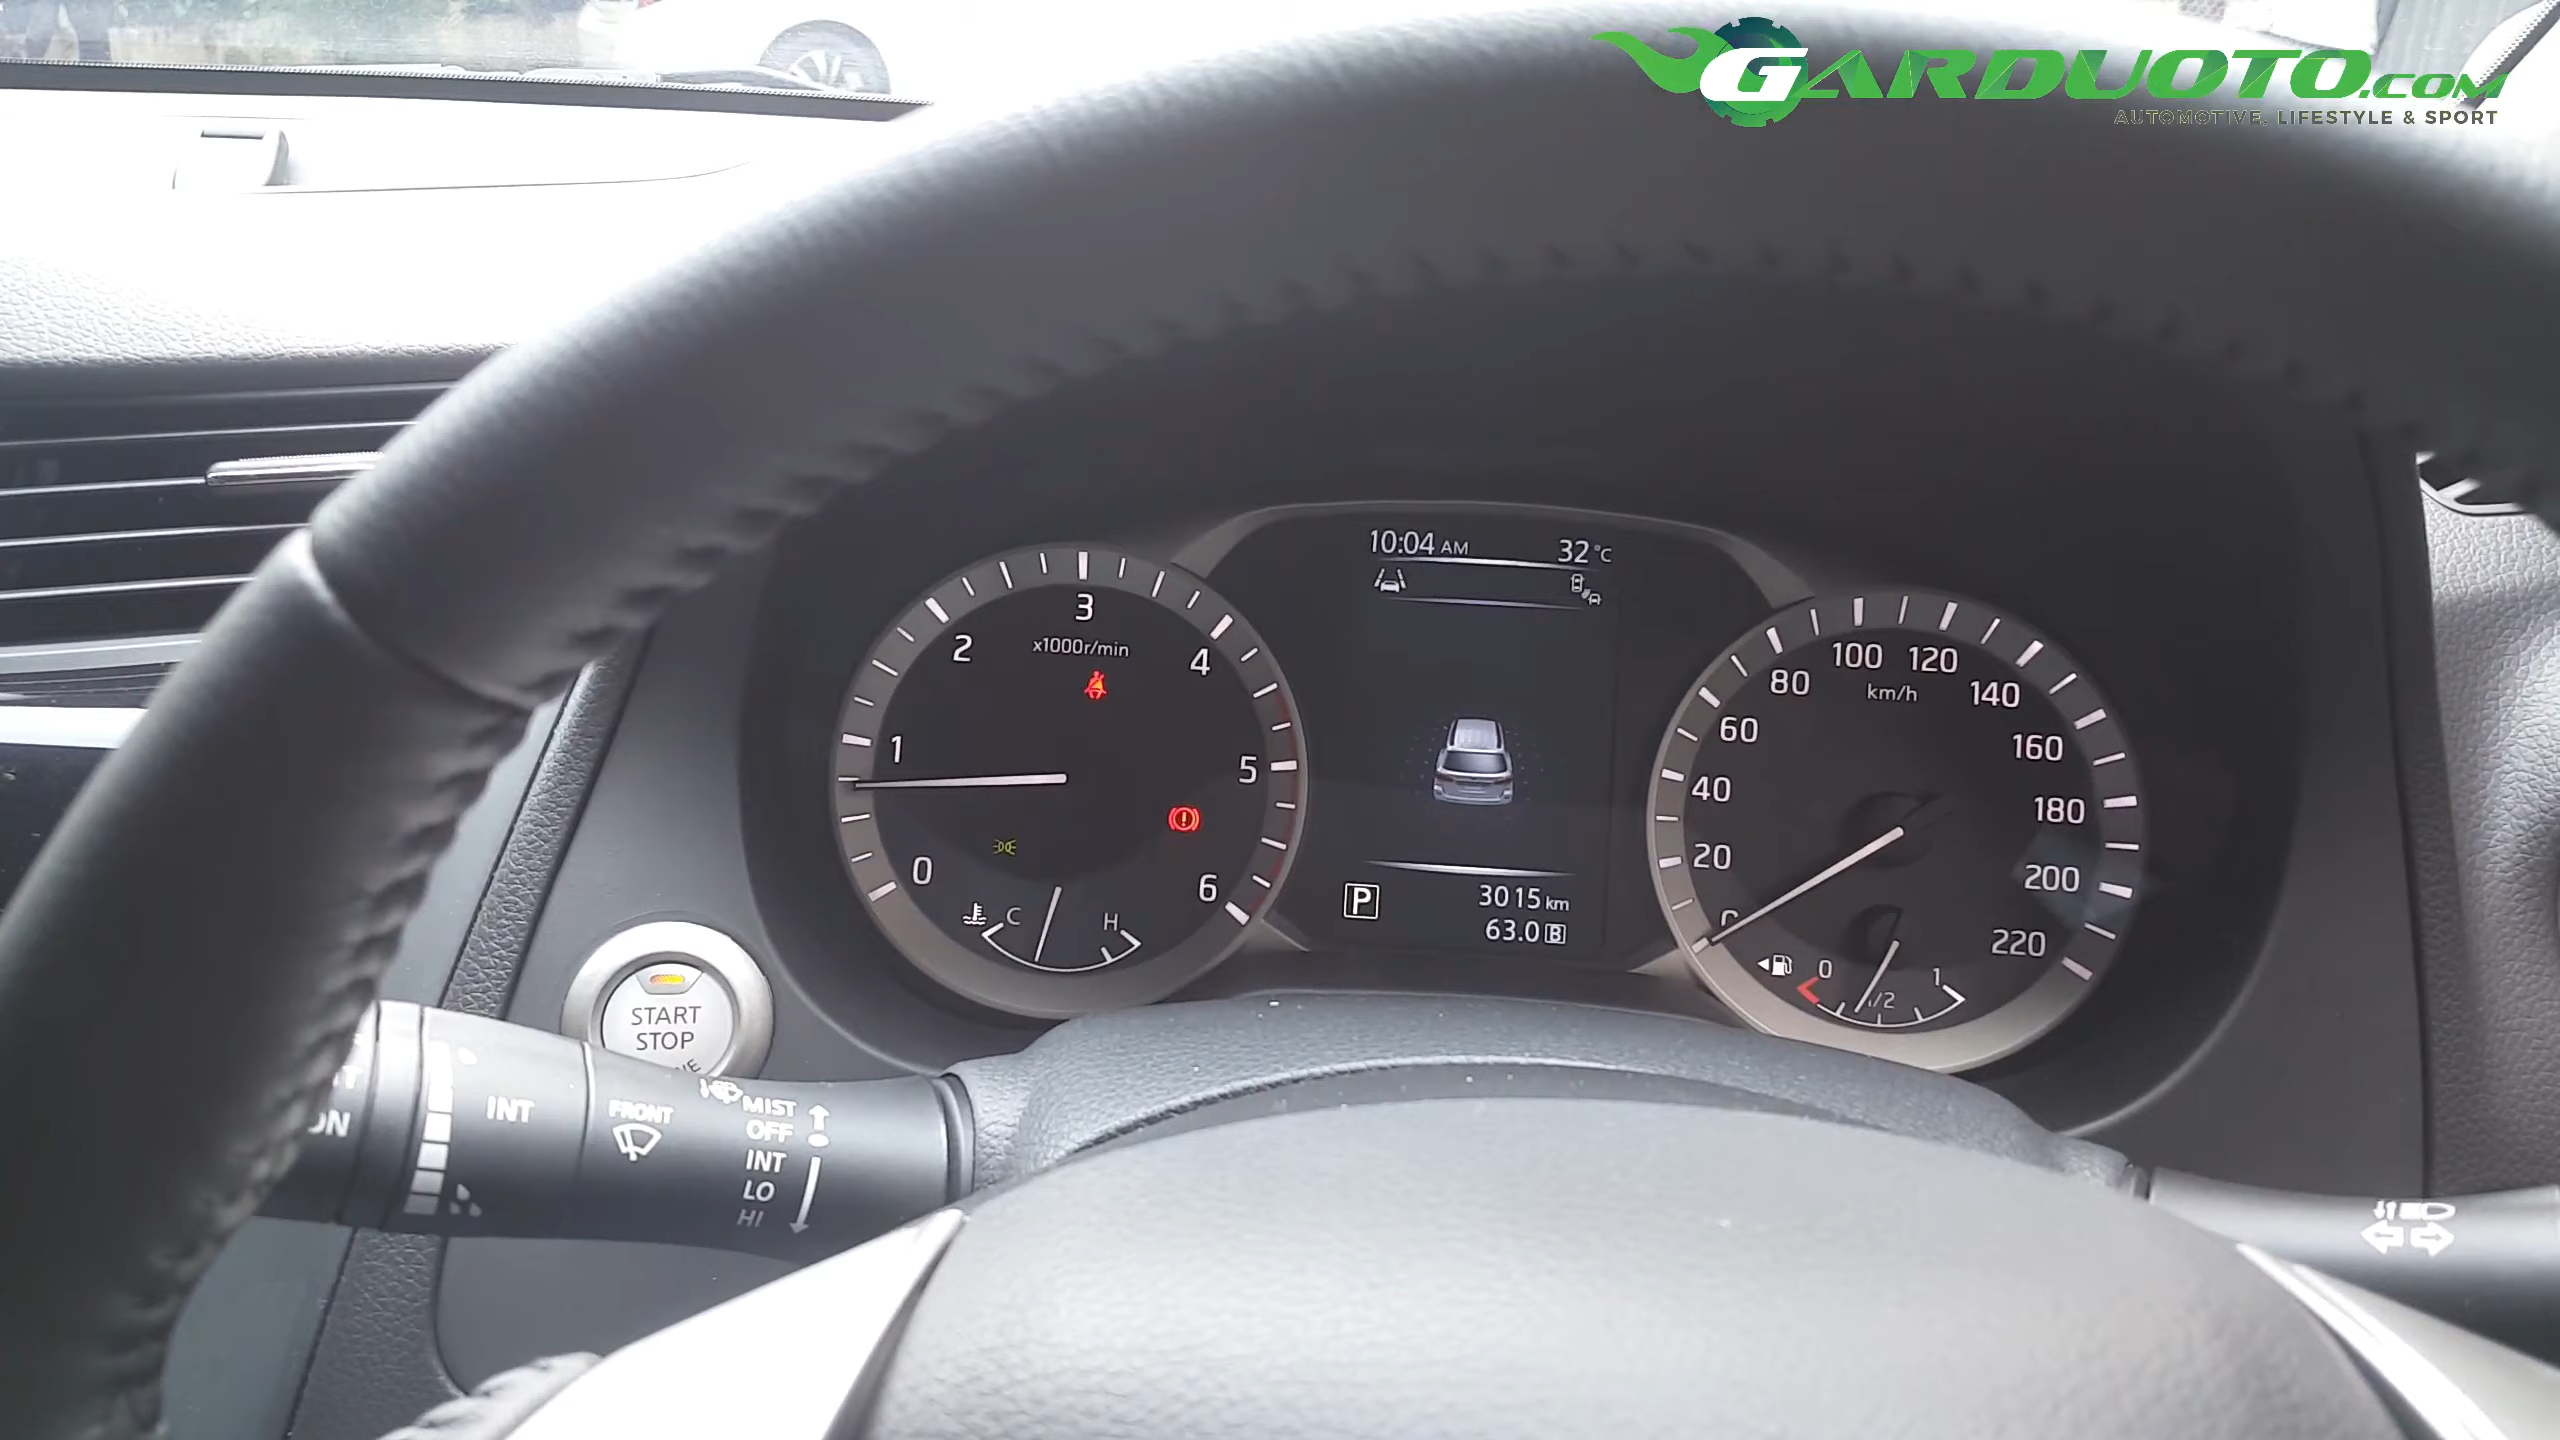 GARDUOTO.COM
AUTOMOTIVE, LIFESTYLE & SPORT
10:04 AM 32 °C
3
x1000r/min
2
4
1
5
0
6
C H
P
3015 km
63.0 B
100 120
80 km/h 140
60
160
40
180
20
200
0
220
0 1/2 1
START
STOP
ON
INT
FRONT
MIST
OFF
INT
LO
HI